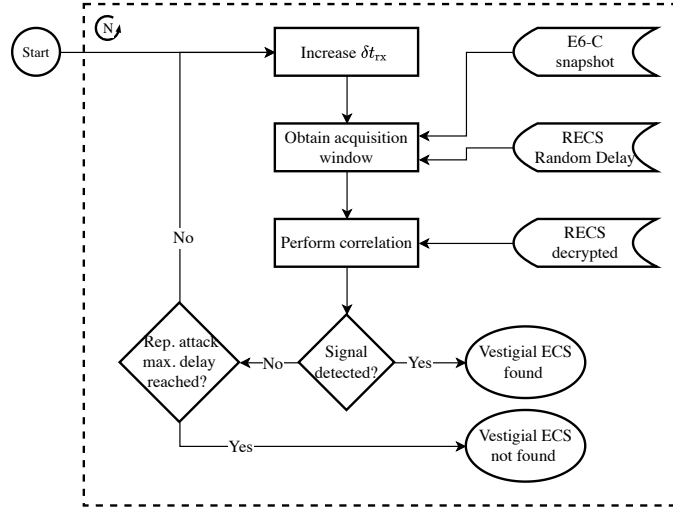 N
Start
Increase δt_rx
E6-C
snapshot
Obtain acquisition
window
RECS
Random Delay
Perform correlation
RECS
decrypted
No
Rep. attack
max. delay
reached?
No
Signal
detected?
Yes
Vestigial ECS
found
Yes
Vestigial ECS
not found